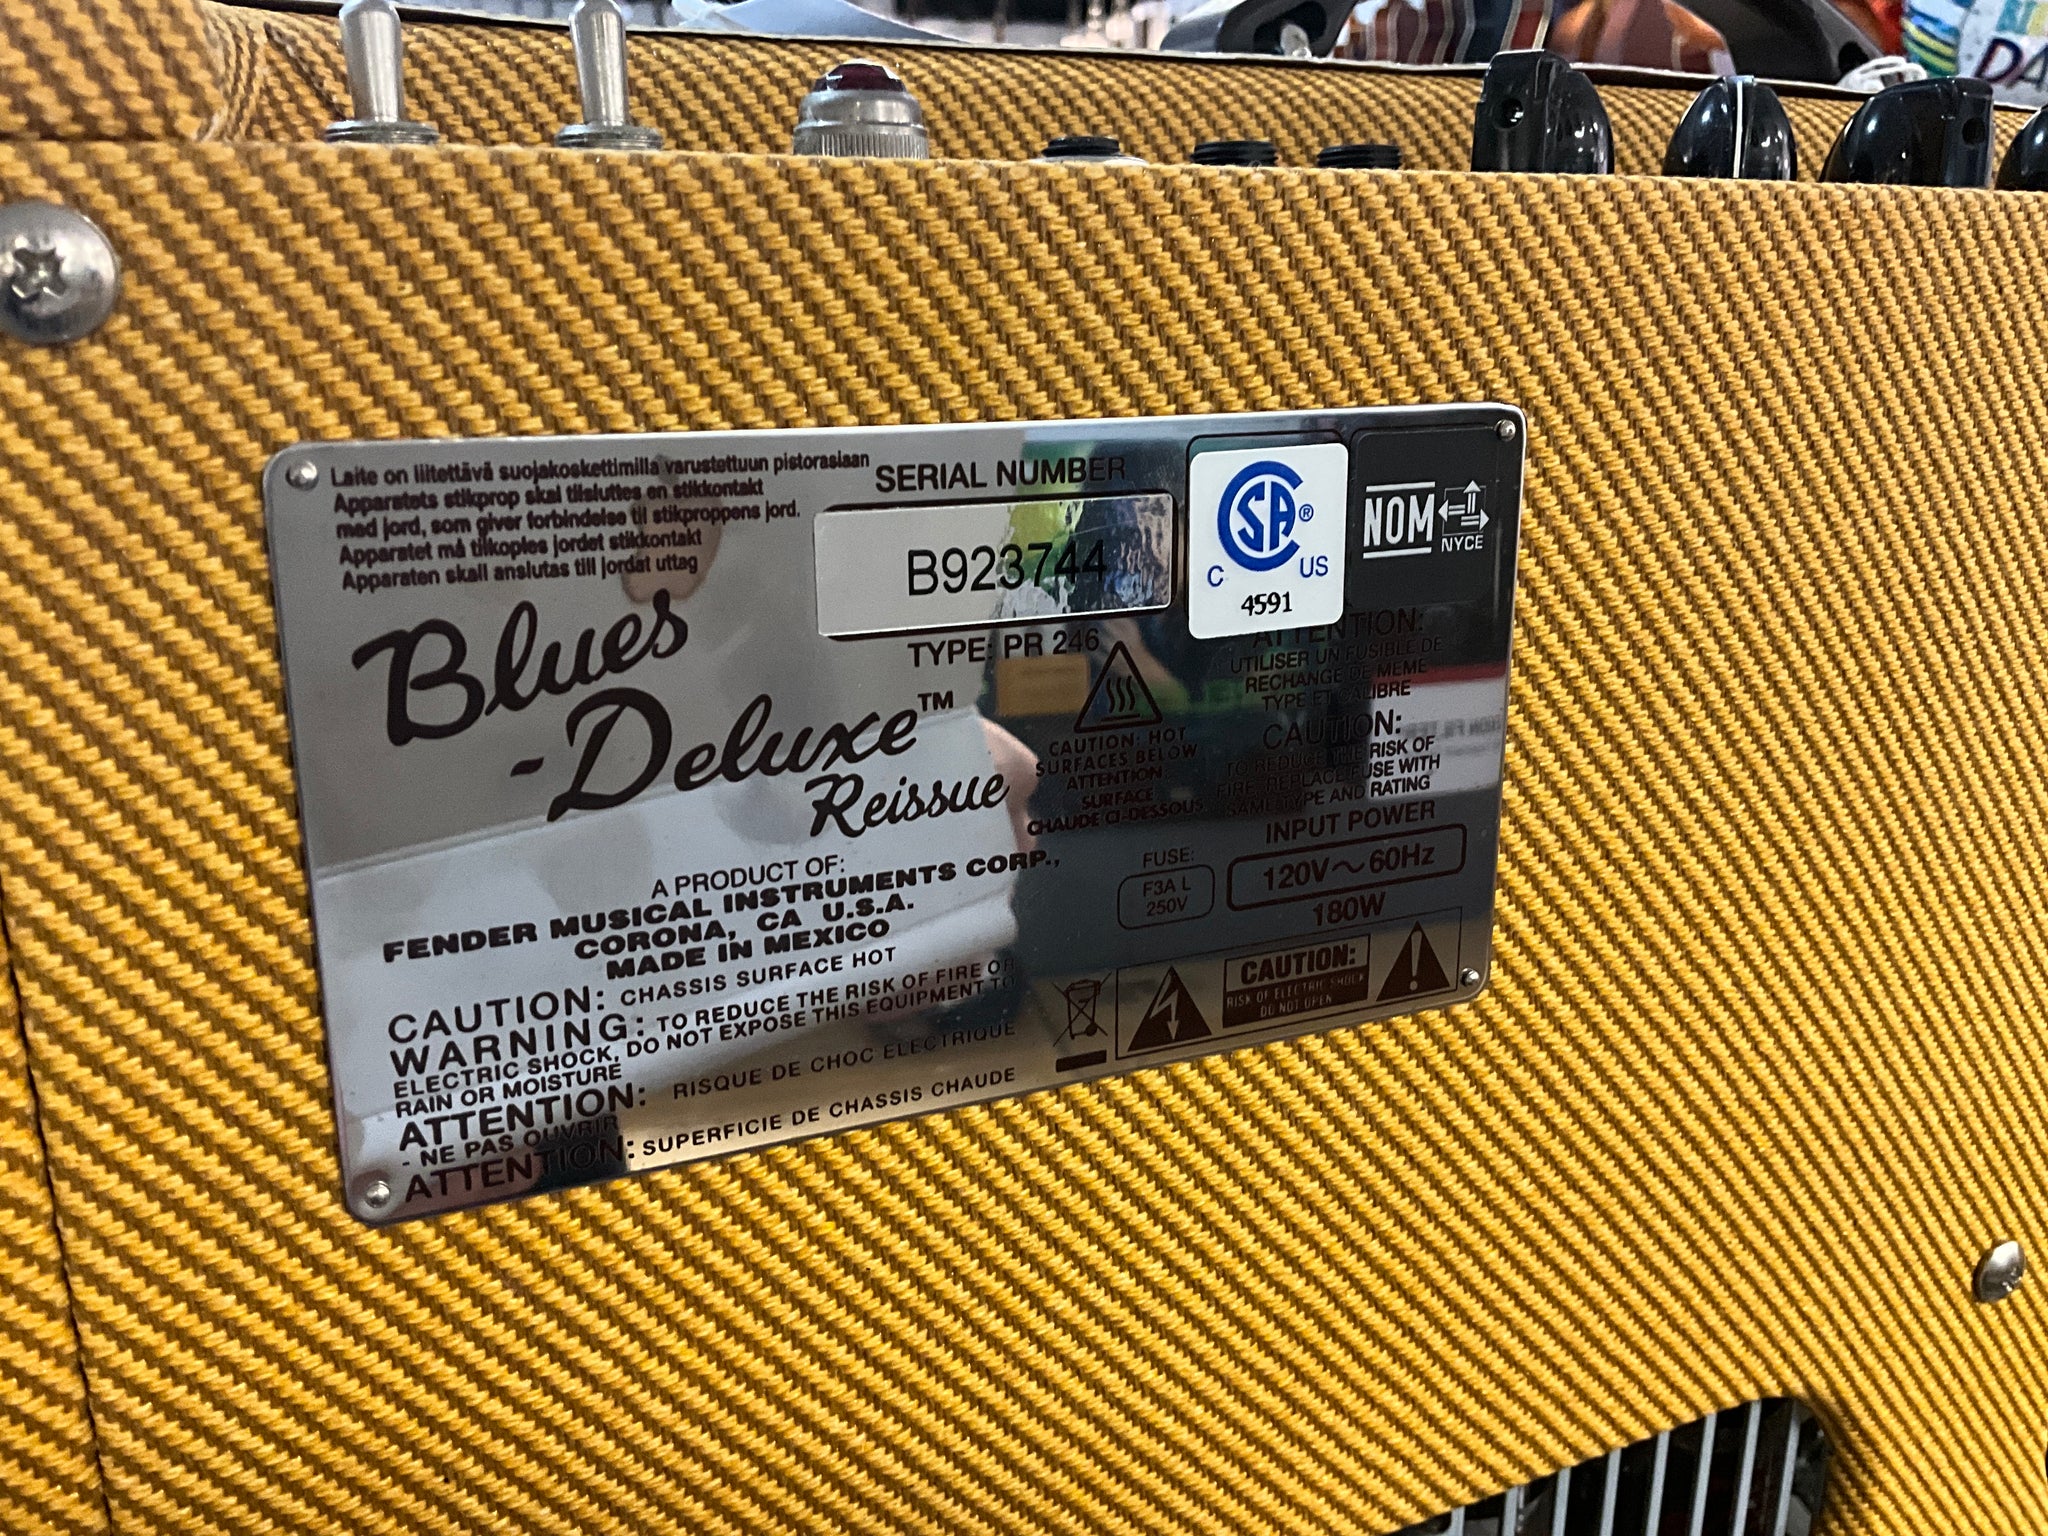 Laite on liitettävä suojakoskettimilla varustettuun pistorasiaan
Apparatets stikprop skal tilsluttes en stikkontakt
med jord, som giver forbindelse til stikproppens jord.
Apparatet må tilkoples jordet stikkontakt
Apparaten skall anslutas till jordat uttag
SERIAL NUMBER
B923744
TYPE: PR 246
CSA®
C US
4591
NOM
NYCE
Blues
-Deluxe™
Reissue
CAUTION: HOT
SURFACES BELOW
ATTENTION:
SURFACE
CHAUDE CI-DESSOUS
ATTENTION:
UTILISER UN FUSIBLE DE
RECHANGE DE MEME
TYPE ET CALIBRE
CAUTION:
TO REDUCE THE RISK OF
FIRE REPLACE FUSE WITH
SAME TYPE AND RATING
INPUT POWER
120V~60Hz
180W
FUSE:
F3A L
250V
A PRODUCT OF:
FENDER MUSICAL INSTRUMENTS CORP.,
CORONA, CA U.S.A.
MADE IN MEXICO
CAUTION: CHASSIS SURFACE HOT
WARNING: TO REDUCE THE RISK OF FIRE OR
ELECTRIC SHOCK, DO NOT EXPOSE THIS EQUIPMENT TO
RAIN OR MOISTURE
ATTENTION: RISQUE DE CHOC ELECTRIQUE
- NE PAS OUVRIR
ATTENTION: SUPERFICIE DE CHASSIS CHAUDE
CAUTION:
RISK OF ELECTRIC SHOCK
DO NOT OPEN